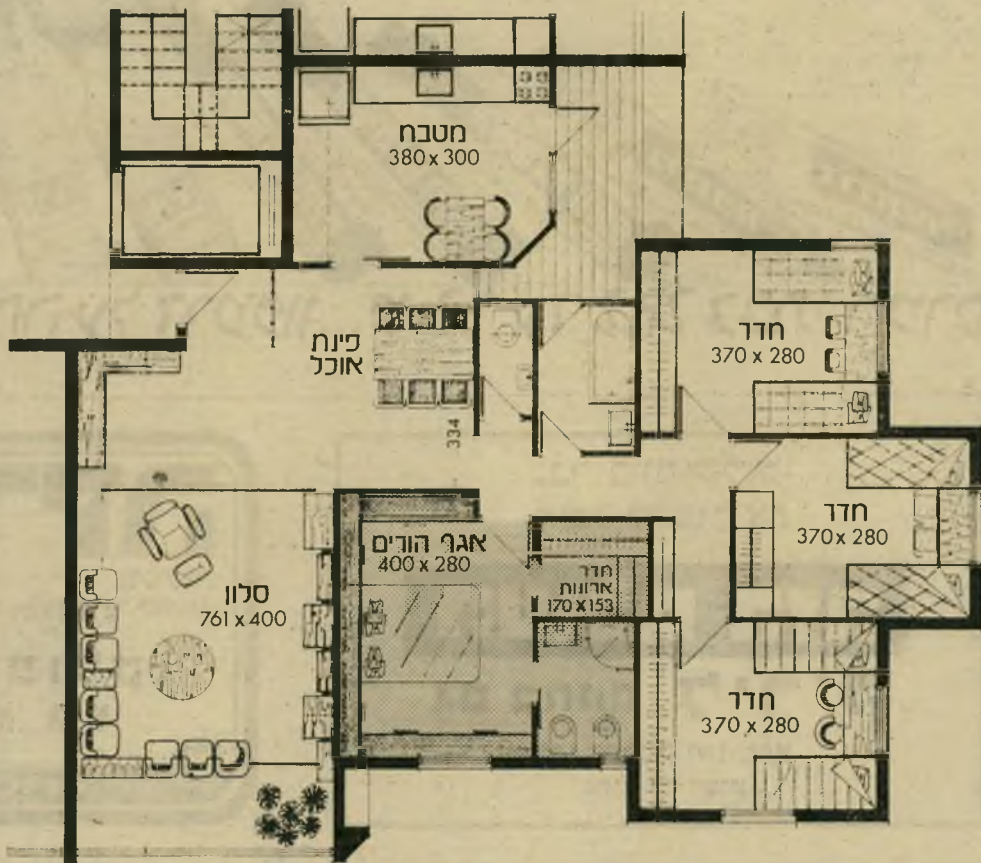 מטבח
380 x 300
פינת
אוכל
334
חדר
370 x 280
חדר
370 x 280
אגף הורים
400 x 280
חדר
ארונות
170 x 153
סלון
761 x 400
חדר
370 x 280